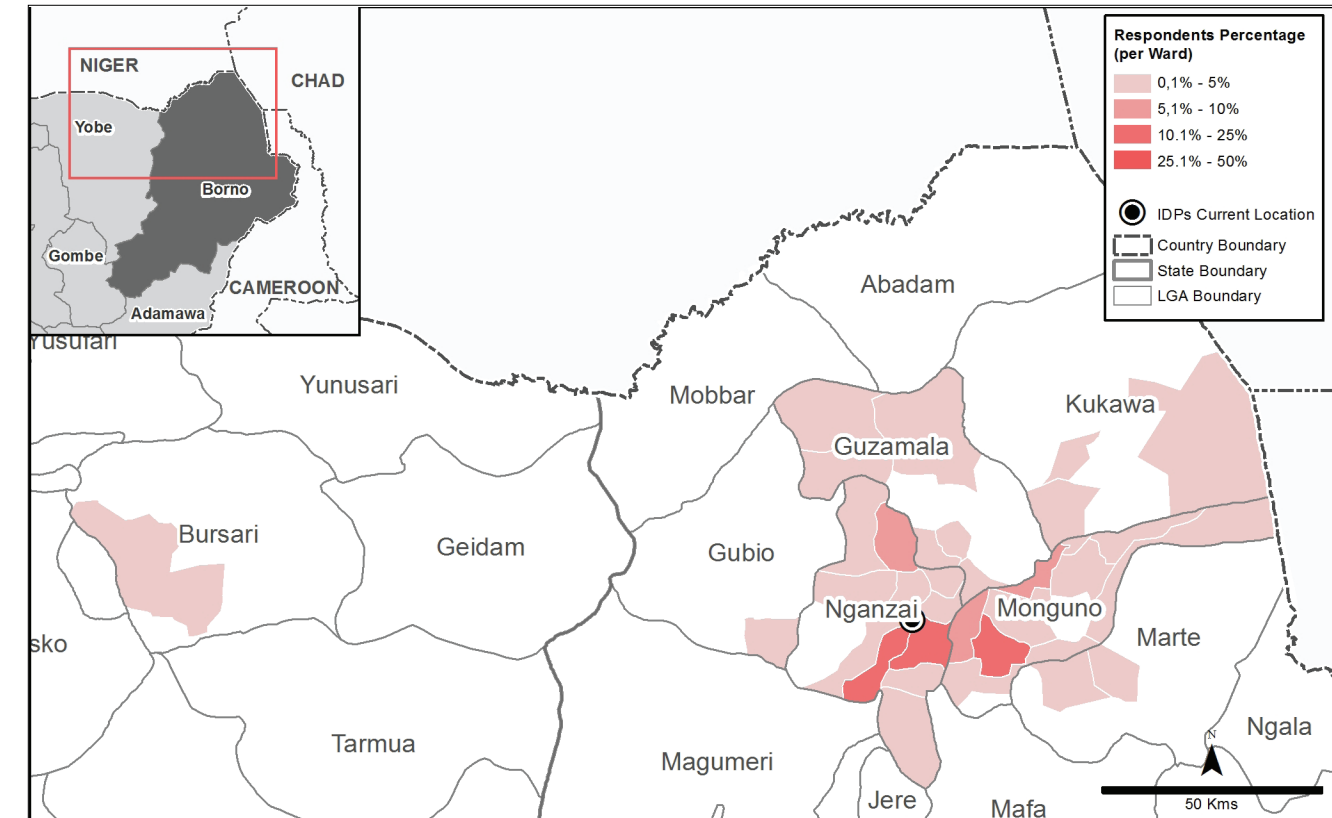 NIGER
CHAD
Yobe
Borno
Gombe
CAMEROON
Adamawa
Respondents Percentage
(per Ward)
0,1% - 5%
5,1% - 10%
10.1% - 25%
25.1% - 50%
IDPs Current Location
Country Boundary
State Boundary
LGA Boundary
Abadam
Yusufari
Yunusari
Mobbar
Kukawa
Guzamala
Bursari
Geidam
Gubio
Nganzai
Monguno
Marte
sko
Ngala
Tarmua
Magumeri
Jere
Mafa
N
50 Kms